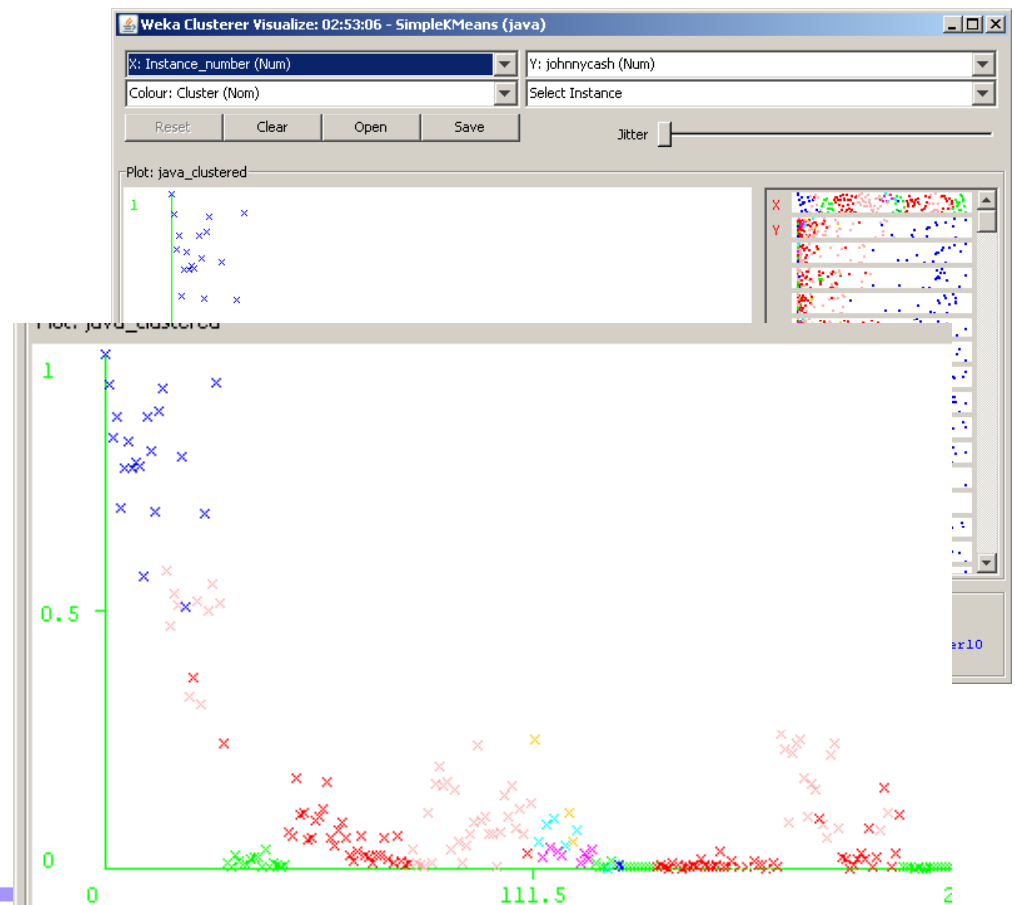 Weka Clusterer Visualize: 02:53:06 - SimpleKMeans (java)
X: Instance_number (Num)
Y: johnnycash (Num)
Colour: Cluster (Nom)
Select Instance
Reset
Clear
Open
Save
Jitter
Plot: java_clustered
1
X
Y
Plot: java_clustered
1
0.5
er10
0
0
111.5
2